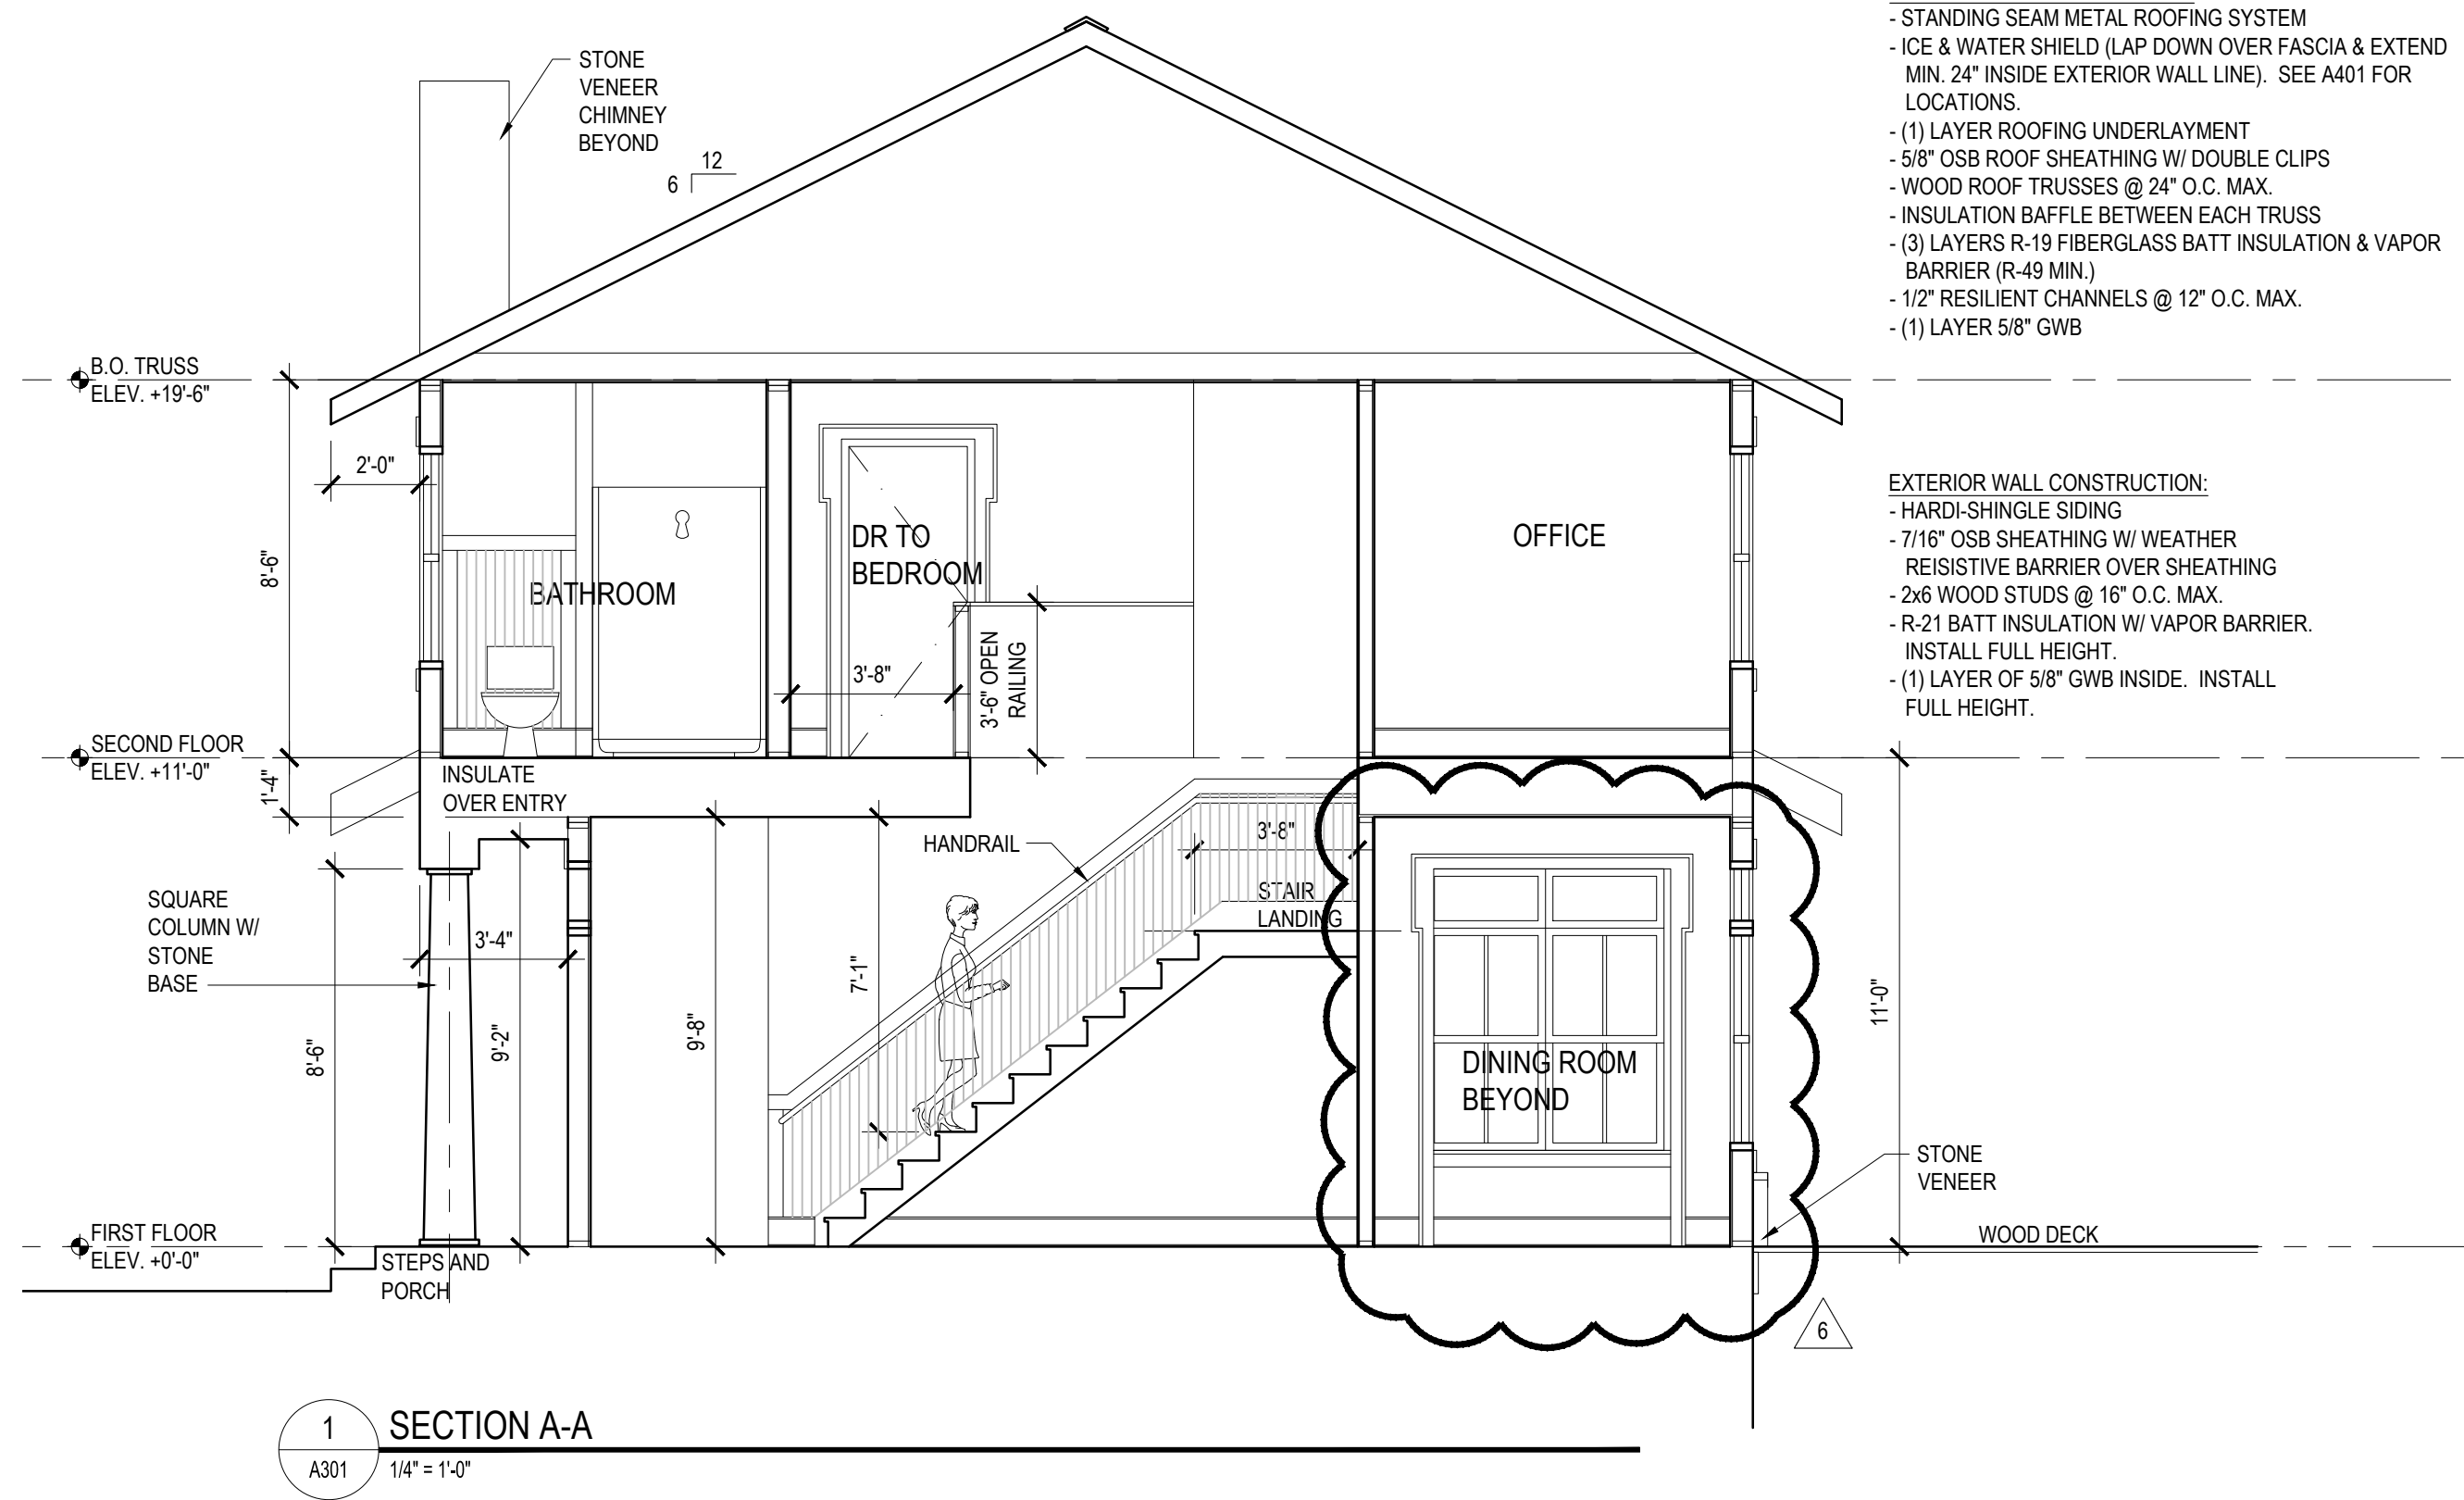 - STANDING SEAM METAL ROOFING SYSTEM
- ICE & WATER SHIELD (LAP DOWN OVER FASCIA & EXTEND
MIN. 24" INSIDE EXTERIOR WALL LINE).  SEE A401 FOR
LOCATIONS.
- (1) LAYER ROOFING UNDERLAYMENT
- 5/8" OSB ROOF SHEATHING W/ DOUBLE CLIPS
- WOOD ROOF TRUSSES @ 24" O.C. MAX.
- INSULATION BAFFLE BETWEEN EACH TRUSS
- (3) LAYERS R-19 FIBERGLASS BATT INSULATION & VAPOR
BARRIER (R-49 MIN.)
- 1/2" RESILIENT CHANNELS @ 12" O.C. MAX.
- (1) LAYER 5/8" GWB
STONE
VENEER
CHIMNEY
BEYOND
12
6
B.O. TRUSS
ELEV. +19'-6"
2'-0"
EXTERIOR WALL CONSTRUCTION:
- HARDI-SHINGLE SIDING
- 7/16" OSB SHEATHING W/ WEATHER
REISISTIVE BARRIER OVER SHEATHING
- 2x6 WOOD STUDS @ 16" O.C. MAX.
- R-21 BATT INSULATION W/ VAPOR BARRIER.
INSTALL FULL HEIGHT.
- (1) LAYER OF 5/8" GWB INSIDE.  INSTALL
FULL HEIGHT.
8'-6"
BATHROOM
DR TO
BEDROOM
OFFICE
3'-8"
3'-6" OPEN
RAILING
SECOND FLOOR
ELEV. +11'-0"
1'-4"
INSULATE
OVER ENTRY
HANDRAIL
3'-8"
STAIR
LANDING
SQUARE
COLUMN W/
STONE
BASE
3'-4"
7'-1"
8'-6"
9'-2"
9'-8"
11'-0"
DINING ROOM
BEYOND
STONE
VENEER
WOOD DECK
FIRST FLOOR
ELEV. +0'-0"
STEPS AND
PORCH
6
1
A301
SECTION A-A
1/4" = 1'-0"